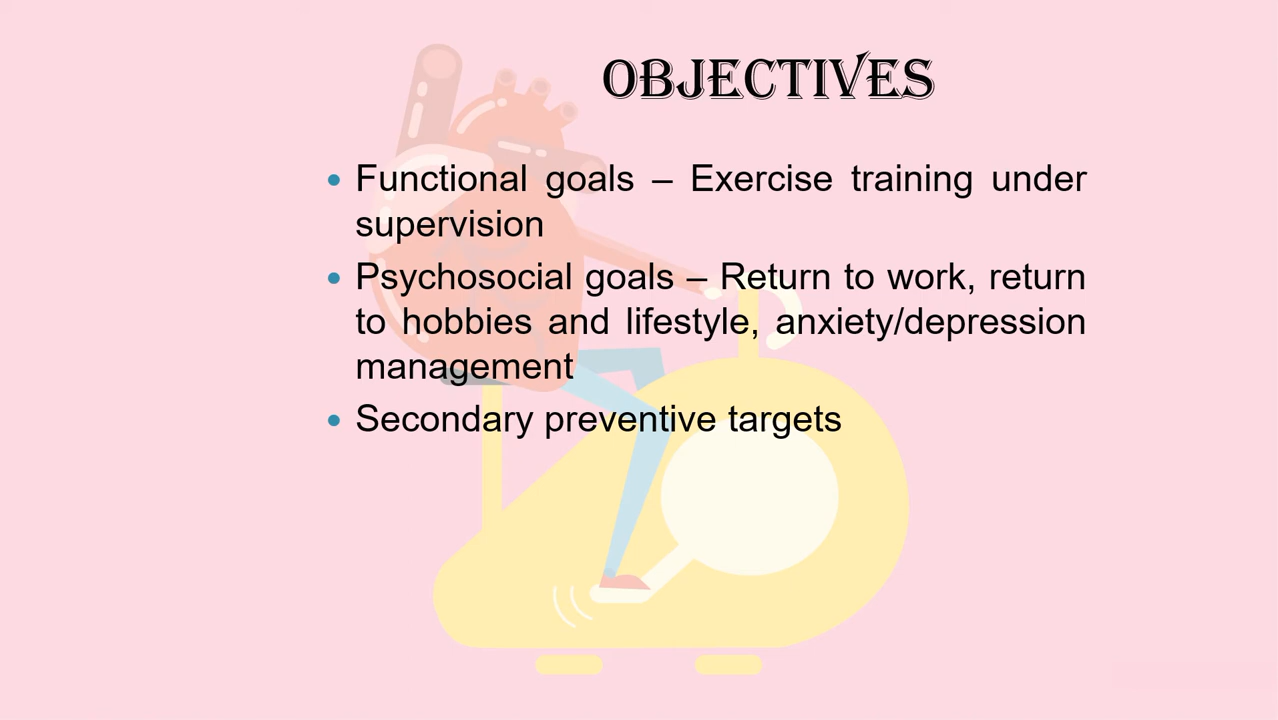 OBJECTIVES
• Functional goals – Exercise training under
supervision
• Psychosocial goals – Return to work, return
to hobbies and lifestyle, anxiety/depression
management
• Secondary preventive targets